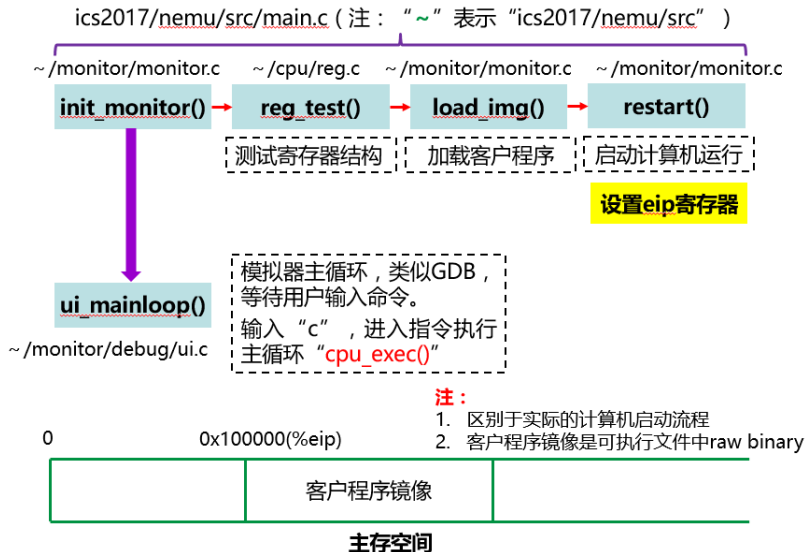 ics2017/nemu/src/main.c（注：“~”表示“ics2017/nemu/src”）
~/monitor/monitor.c ~/cpu/reg.c ~/monitor/monitor.c ~/monitor/monitor.c
init_monitor() reg_test() load_img() restart()
测试寄存器结构 加载客户程序 启动计算机运行
设置eip寄存器
模拟器主循环，类似GDB，
等待用户输入命令。
输入“c”，进入指令执行
主循环“cpu_exec()”
ui_mainloop()
~/monitor/debug/ui.c
注：
1. 区别于实际的计算机启动流程
2. 客户程序镜像是可执行文件中raw binary
0 0x100000(%eip)
客户程序镜像
主存空间